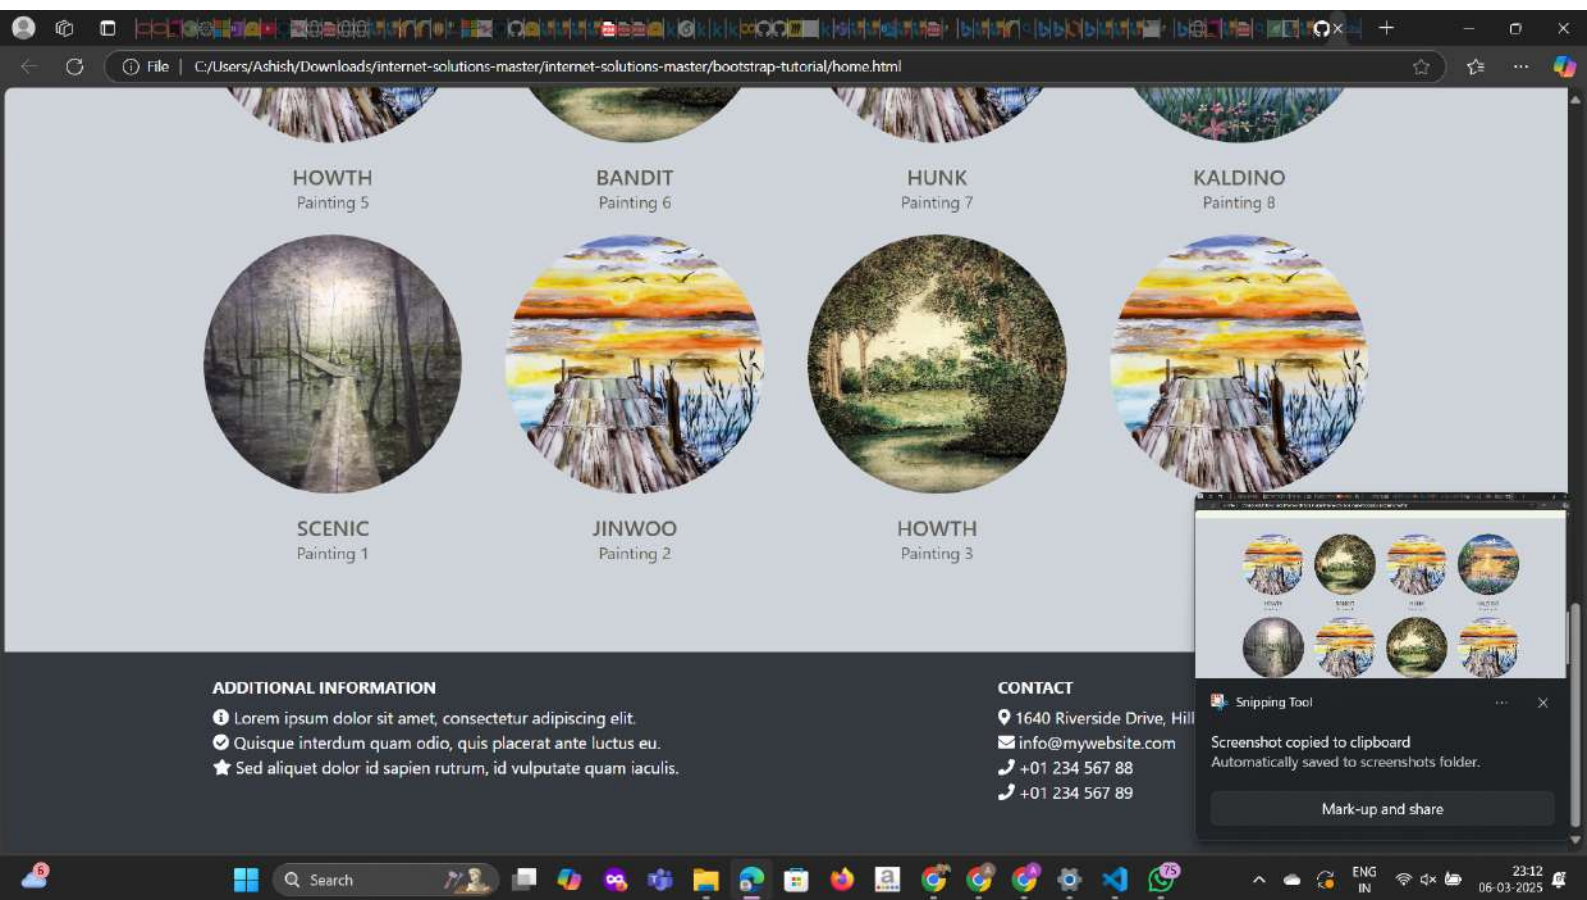 File | C:/Users/Ashish/Downloads/internet-solutions-master/internet-solutions-master/bootstrap-tutorial/home.html
HOWTH
Painting 5
BANDIT
Painting 6
HUNK
Painting 7
KALDINO
Painting 8
SCENIC
Painting 1
JINWOO
Painting 2
HOWTH
Painting 3
ADDITIONAL INFORMATION
Lorem ipsum dolor sit amet, consectetur adipiscing elit.
Quisque interdum quam odio, quis placerat ante luctus eu.
Sed aliquet dolor id sapien rutrum, id vulputate quam iaculis.
CONTACT
1640 Riverside Drive, Hill
info@mywebsite.com
+01 234 567 88
+01 234 567 89
Snipping Tool
Screenshot copied to clipboard
Automatically saved to screenshots folder.
Mark-up and share
6
Search
75
ENG
IN
23:12
06-03-2025